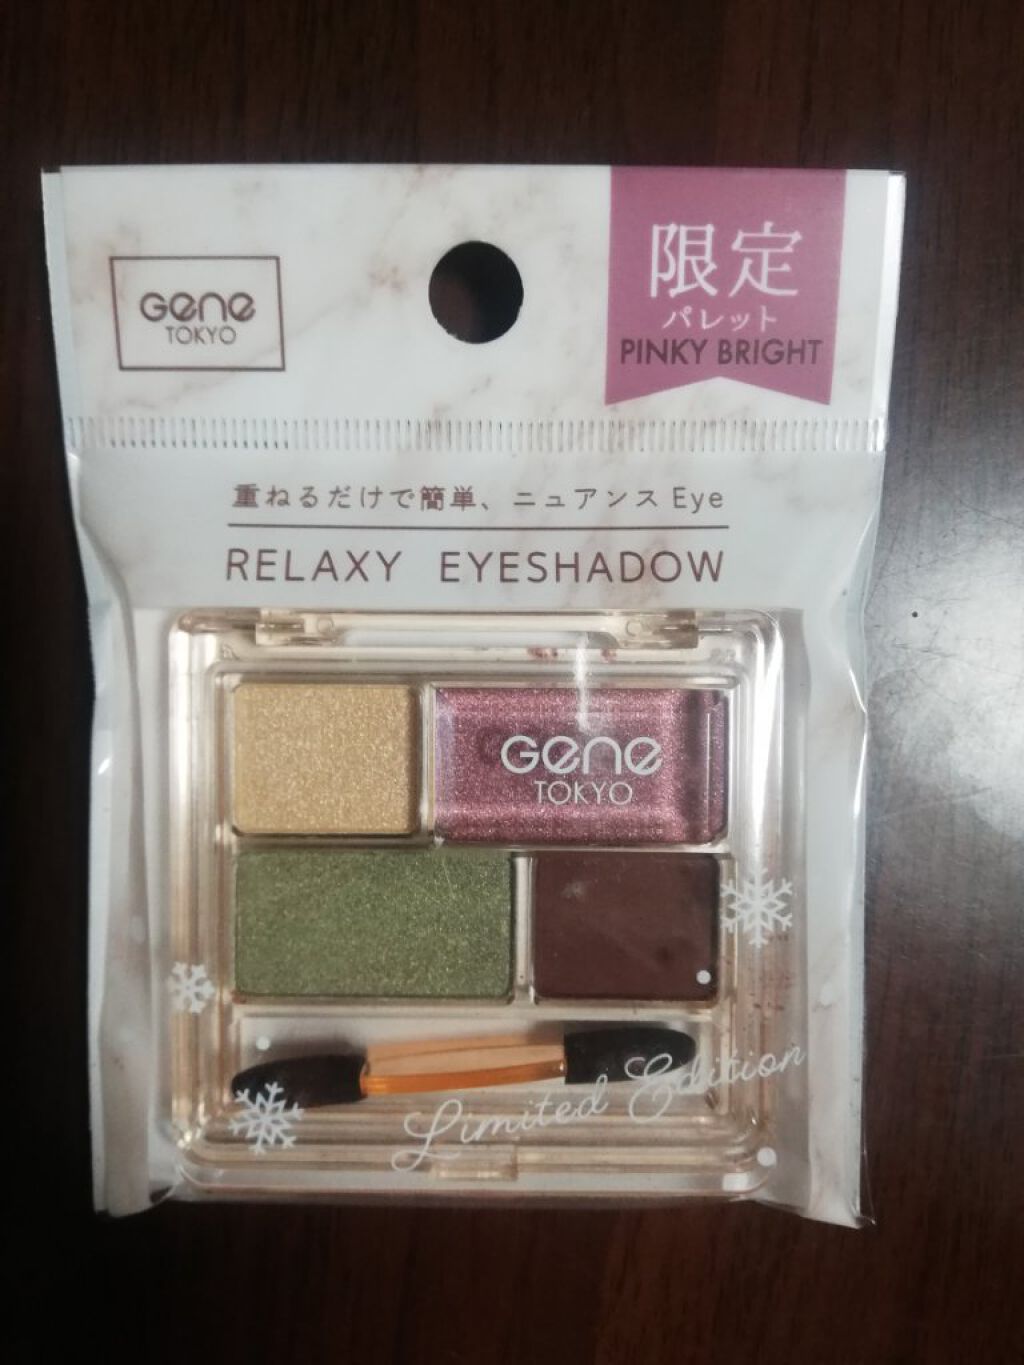 Gene
TOKYO
限定
パレット
PINKY BRIGHT
重ねるだけで簡単、ニュアンス Eye
RELAXY EYESHADOW
Gene
TOKYO
Limited Edition